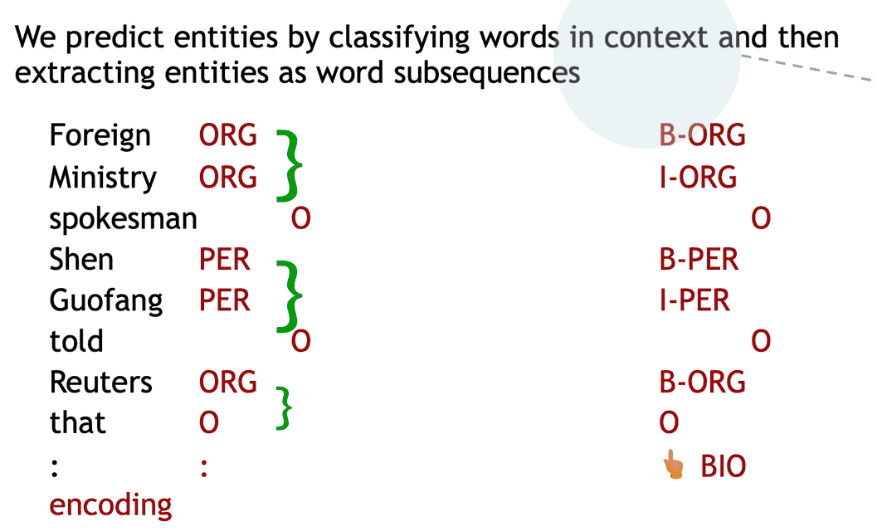 We predict entities by classifying words in context and then
extracting entities as word subsequences
Foreign ORG } B-ORG
Ministry ORG I-ORG
spokesman O O
Shen PER } B-PER
Guofang PER I-PER
told O O
Reuters ORG } B-ORG
that O O
: : 👆 BIO
encoding